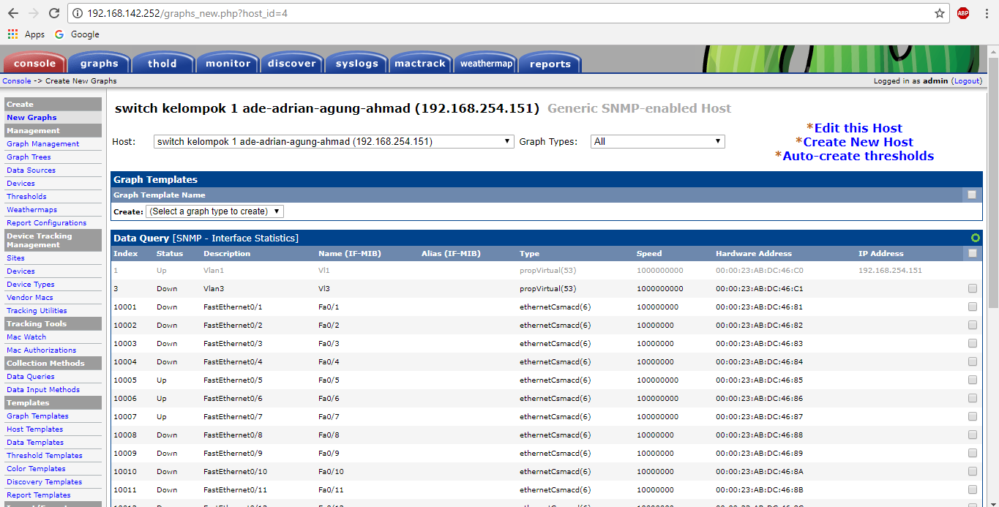 192.168.142.252/graphs_new.php?host_id=4
ABP
Apps Google
console graphs thold monitor discover syslogs mactrack weathermap reports
Console -> Create New Graphs Logged in as admin (Logout)
Create
New Graphs
Management
Graph Management
Graph Trees
Data Sources
Devices
Thresholds
Weathermaps
Report Configurations
Device Tracking
Management
Sites
Devices
Device Types
Vendor Macs
Tracking Utilities
Tracking Tools
Mac Watch
Mac Authorizations
Collection Methods
Data Queries
Data Input Methods
Templates
Graph Templates
Host Templates
Data Templates
Threshold Templates
Color Templates
Discovery Templates
Report Templates
switch kelompok 1 ade-adrian-agung-ahmad (192.168.254.151) Generic SNMP-enabled Host
Host: switch kelompok 1 ade-adrian-agung-ahmad (192.168.254.151) Graph Types: All
*Edit this Host
*Create New Host
*Auto-create thresholds
Graph Templates
Graph Template Name
Create: (Select a graph type to create)
Data Query [SNMP - Interface Statistics]
Index Status Description Name (IF-MIB) Alias (IF-MIB) Type Speed Hardware Address IP Address
1 Up Vlan1 Vl1 propVirtual(53) 1000000000 00:00:23:AB:DC:46:C0 192.168.254.151
3 Down Vlan3 Vl3 propVirtual(53) 1000000000 00:00:23:AB:DC:46:C1
10001 Down FastEthernet0/1 Fa0/1 ethernetCsmacd(6) 10000000 00:00:23:AB:DC:46:81
10002 Down FastEthernet0/2 Fa0/2 ethernetCsmacd(6) 10000000 00:00:23:AB:DC:46:82
10003 Down FastEthernet0/3 Fa0/3 ethernetCsmacd(6) 10000000 00:00:23:AB:DC:46:83
10004 Down FastEthernet0/4 Fa0/4 ethernetCsmacd(6) 10000000 00:00:23:AB:DC:46:84
10005 Up FastEthernet0/5 Fa0/5 ethernetCsmacd(6) 100000000 00:00:23:AB:DC:46:85
10006 Up FastEthernet0/6 Fa0/6 ethernetCsmacd(6) 100000000 00:00:23:AB:DC:46:86
10007 Up FastEthernet0/7 Fa0/7 ethernetCsmacd(6) 100000000 00:00:23:AB:DC:46:87
10008 Down FastEthernet0/8 Fa0/8 ethernetCsmacd(6) 10000000 00:00:23:AB:DC:46:88
10009 Down FastEthernet0/9 Fa0/9 ethernetCsmacd(6) 10000000 00:00:23:AB:DC:46:89
10010 Down FastEthernet0/10 Fa0/10 ethernetCsmacd(6) 10000000 00:00:23:AB:DC:46:8A
10011 Down FastEthernet0/11 Fa0/11 ethernetCsmacd(6) 10000000 00:00:23:AB:DC:46:8B